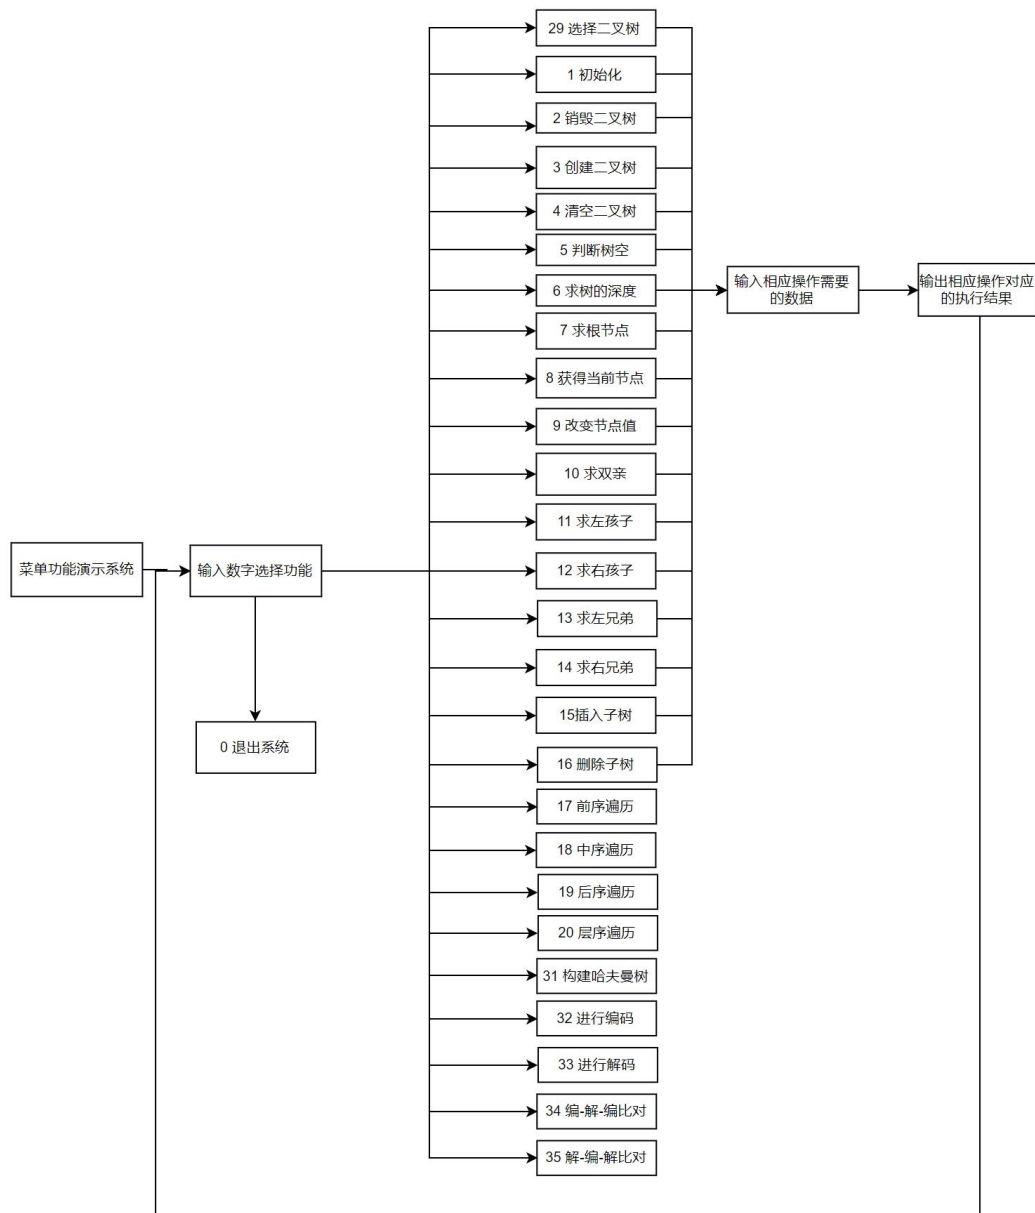 菜单功能演示系统
输入数字选择功能
0 退出系统
29 选择二叉树
1 初始化
2 销毁二叉树
3 创建二叉树
4 清空二叉树
5 判断树空
6 求树的深度
7 求根节点
8 获得当前节点
9 改变节点值
10 求双亲
11 求左孩子
12 求右孩子
13 求左兄弟
14 求右兄弟
15插入子树
16 删除子树
17 前序遍历
18 中序遍历
19 后序遍历
20 层序遍历
31 构建哈夫曼树
32 进行编码
33 进行解码
34 编-解-编比对
35 解-编-解比对
输入相应操作需要
的数据
输出相应操作对应
的执行结果